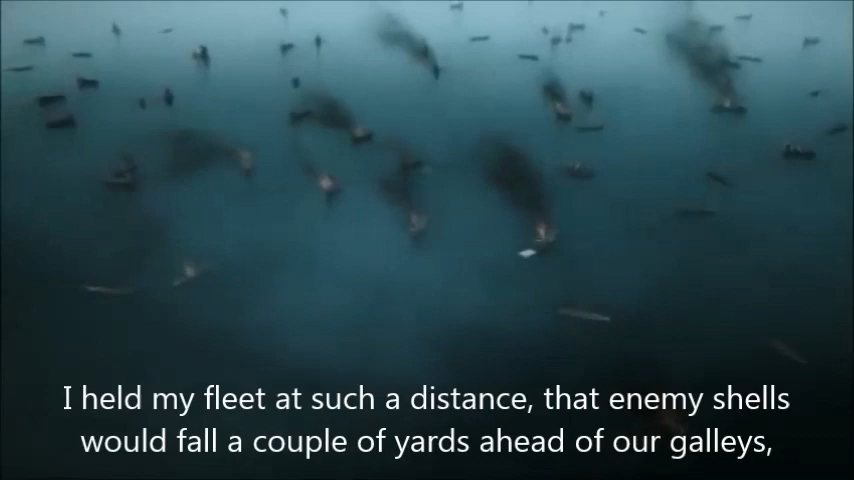 I held my fleet at such a distance, that enemy shells
would fall a couple of yards ahead of our galleys,